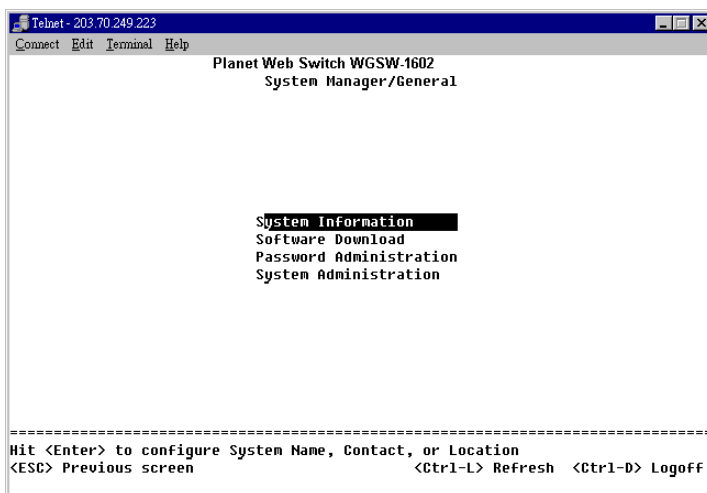 Telnet - 203.70.249.223
Connect Edit Terminal Help
Planet Web Switch WGSW-1602
System Manager/General
System Information
Software Download
Password Administration
System Administration
================================================================================
Hit <Enter> to configure System Name, Contact, or Location
<ESC> Previous screen <Ctrl-L> Refresh <Ctrl-D> Logoff